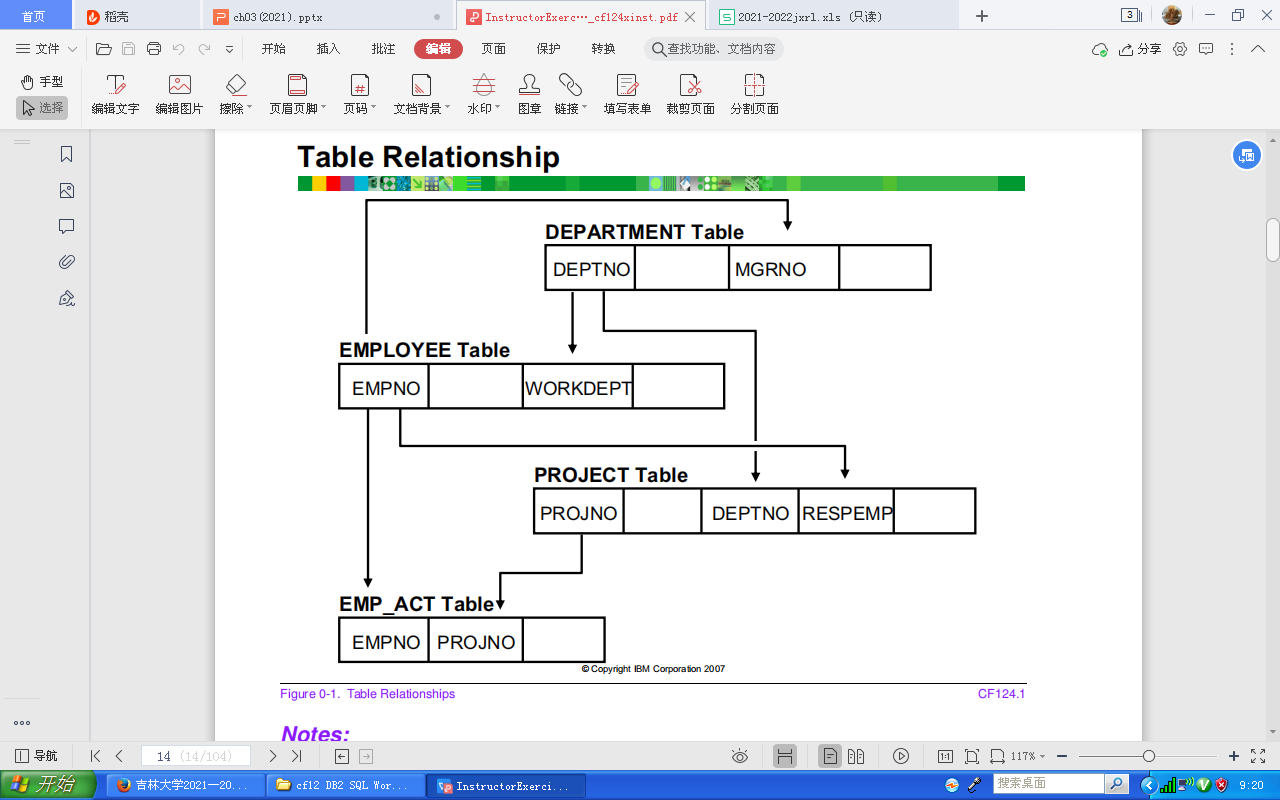 首页
稻壳
ch03(2021).pptx
InstructorExerc···_cf124xinst.pdf
2021-2022jxrl.xls (只读)
3
文件
开始
插入
批注
编辑
页面
保护
转换
查找功能、文档内容
分享
手型
选择
编辑文字
编辑图片
擦除
页眉页脚
页码
文档背景
水印
图章
链接
填写表单
裁剪页面
分割页面
Table Relationship
DEPARTMENT Table
DEPTNO MGRNO
EMPLOYEE Table
EMPNO WORKDEPT
PROJECT Table
PROJNO DEPTNO RESPEMP
EMP_ACT Table
EMPNO PROJNO
© Copyright IBM Corporation 2007
Figure 0-1. Table Relationships CF124.1
Notes:
导航
14 (14/104)
1:1
117%
开始
吉林大学2021一20...
cf12 DB2 SQL Wor...
InstructorExerci...
搜索桌面
9:20